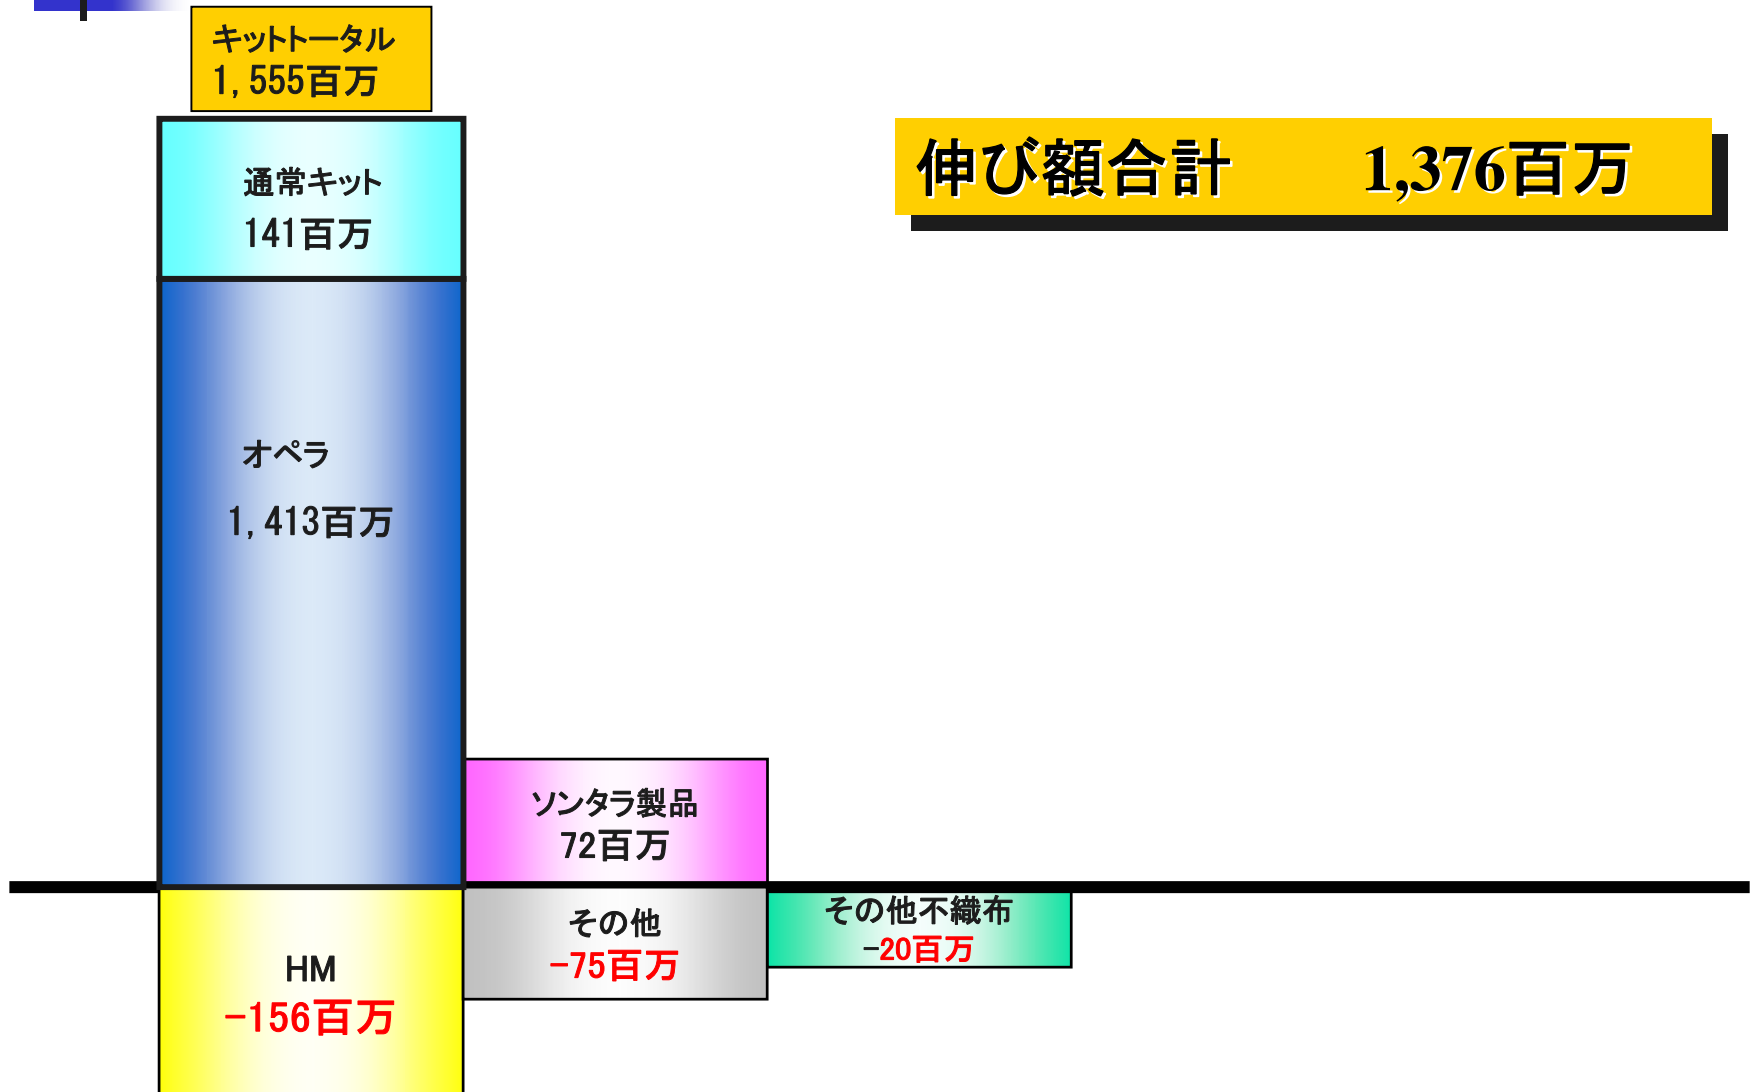 キットトータル
1,555百万
伸び額合計　　1,376百万
通常キット
141百万
オペラ
1,413百万
ソンタラ製品
72百万
その他
-75百万
その他不織布
-20百万
HM
-156百万